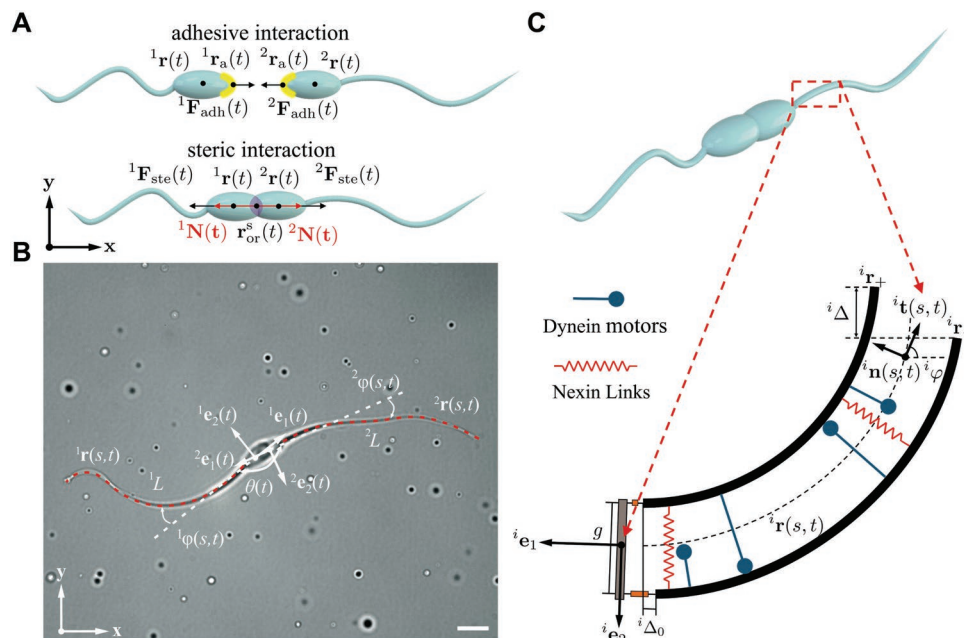 A
adhesive interaction
¹r(t) ¹rₐ(t) ²rₐ(t) ²r(t)
¹F_adh(t) ²F_adh(t)
steric interaction
¹F_ste(t) ¹r(t) ²r(t) ²F_ste(t)
y
x
¹N(t) r^s_or(t) ²N(t)
B
²φ(s,t)
¹e₂(t) ¹e₁(t) ²r(s,t)
¹r(s,t) ²e₁(t) ²L
¹L θ(t) ²e₂(t)
¹φ(s,t)
y
x
C
Dynein motors
Nexin Links
ⁱr₊
ⁱΔ ⁱt(s,t)
ⁱn(s,t) ⁱφ
ⁱr(s,t)
ⁱe₁ g
ⁱΔ₀